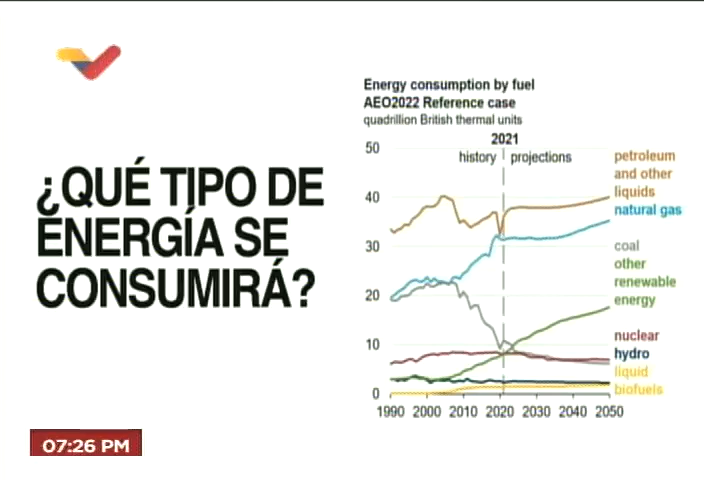 ¿QUÉ TIPO DE
ENERGÍA SE
CONSUMIRÁ?
07:26 PM
Energy consumption by fuel
AEO2022 Reference case
quadrillion British thermal units
2021
history
projections
50
40
30
20
10
0
1990 2000 2010 2020 2030 2040 2050
petroleum
and other
liquids
natural gas
coal
other
renewable
energy
nuclear
hydro
liquid
biofuels